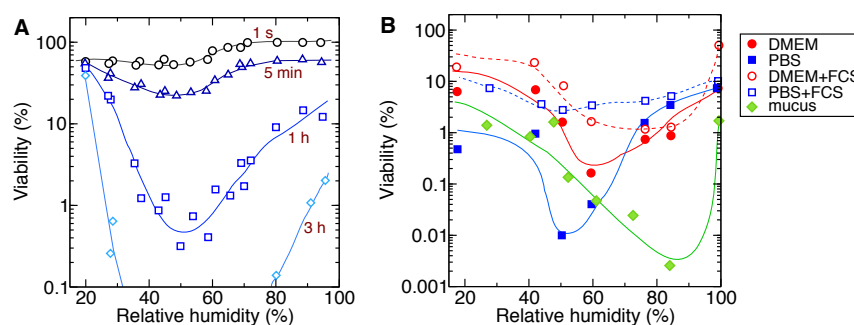 A
Viability (%)
100
10
1
0.1
1 s
5 min
1 h
3 h
20
40
60
80
100
Relative humidity (%)
B
Viability (%)
100
10
1
0.1
0.01
0.001
20
40
60
80
100
Relative humidity (%)
DMEM
PBS
DMEM+FCS
PBS+FCS
mucus